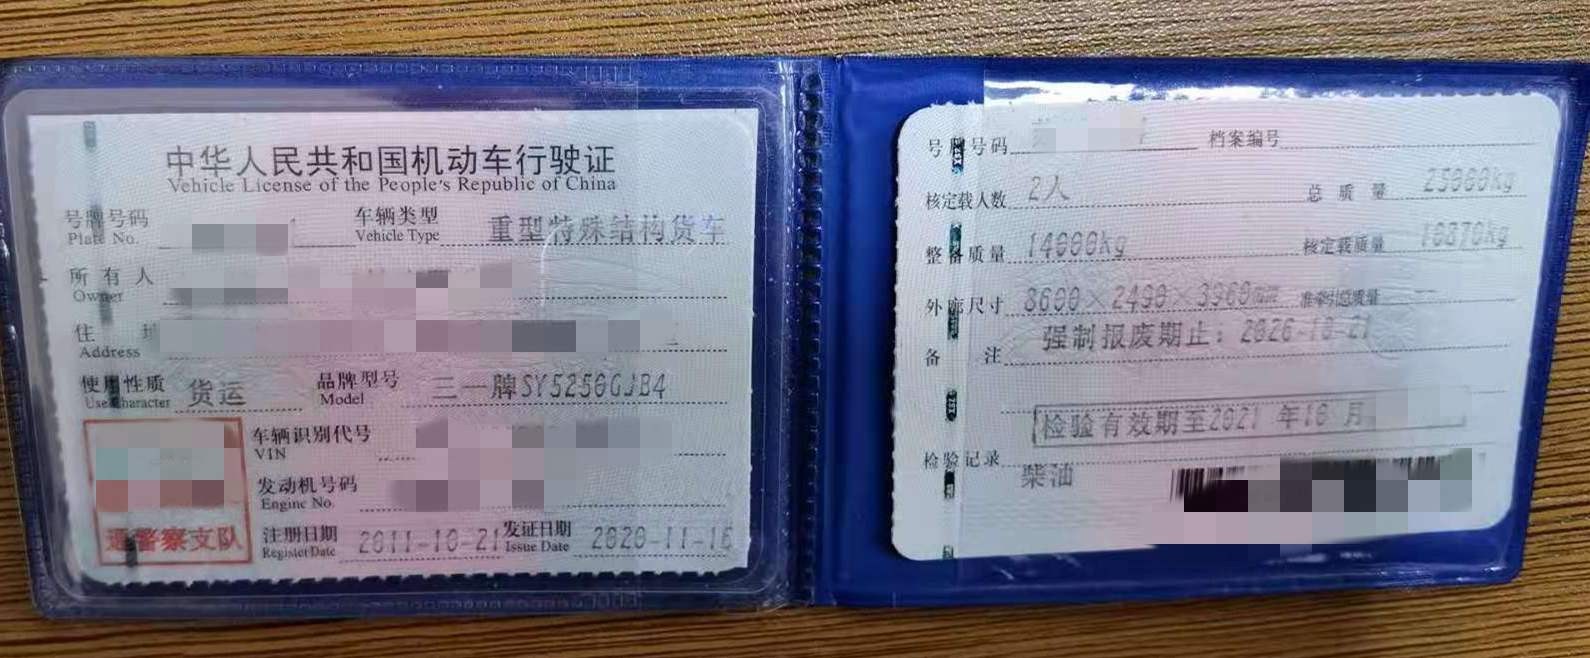 中华人民共和国机动车行驶证
Vehicle License of the People's Republic of China
号牌号码 车辆类型 重型特殊结构货车
Plate No. Vehicle Type
所有人
Owner
住
Address
使用性质 货运 品牌型号 三一牌SY5250GJB4
Use Character Model
车辆识别代号
VIN
发动机号码
Engine No.
注册日期 2011-10-21 发证日期 2020-11-16
Register Date Issue Date
警察支队
号牌号码 档案编号
核定载人数 2人 总质量 25000kg
整备质量 14000kg 核定载质量 10870kg
外廓尺寸 8600×2490×3960mm 准牵引总质量
备注 强制报废期止:2026-10-21
检验有效期至2021年10月
检验记录
柴油